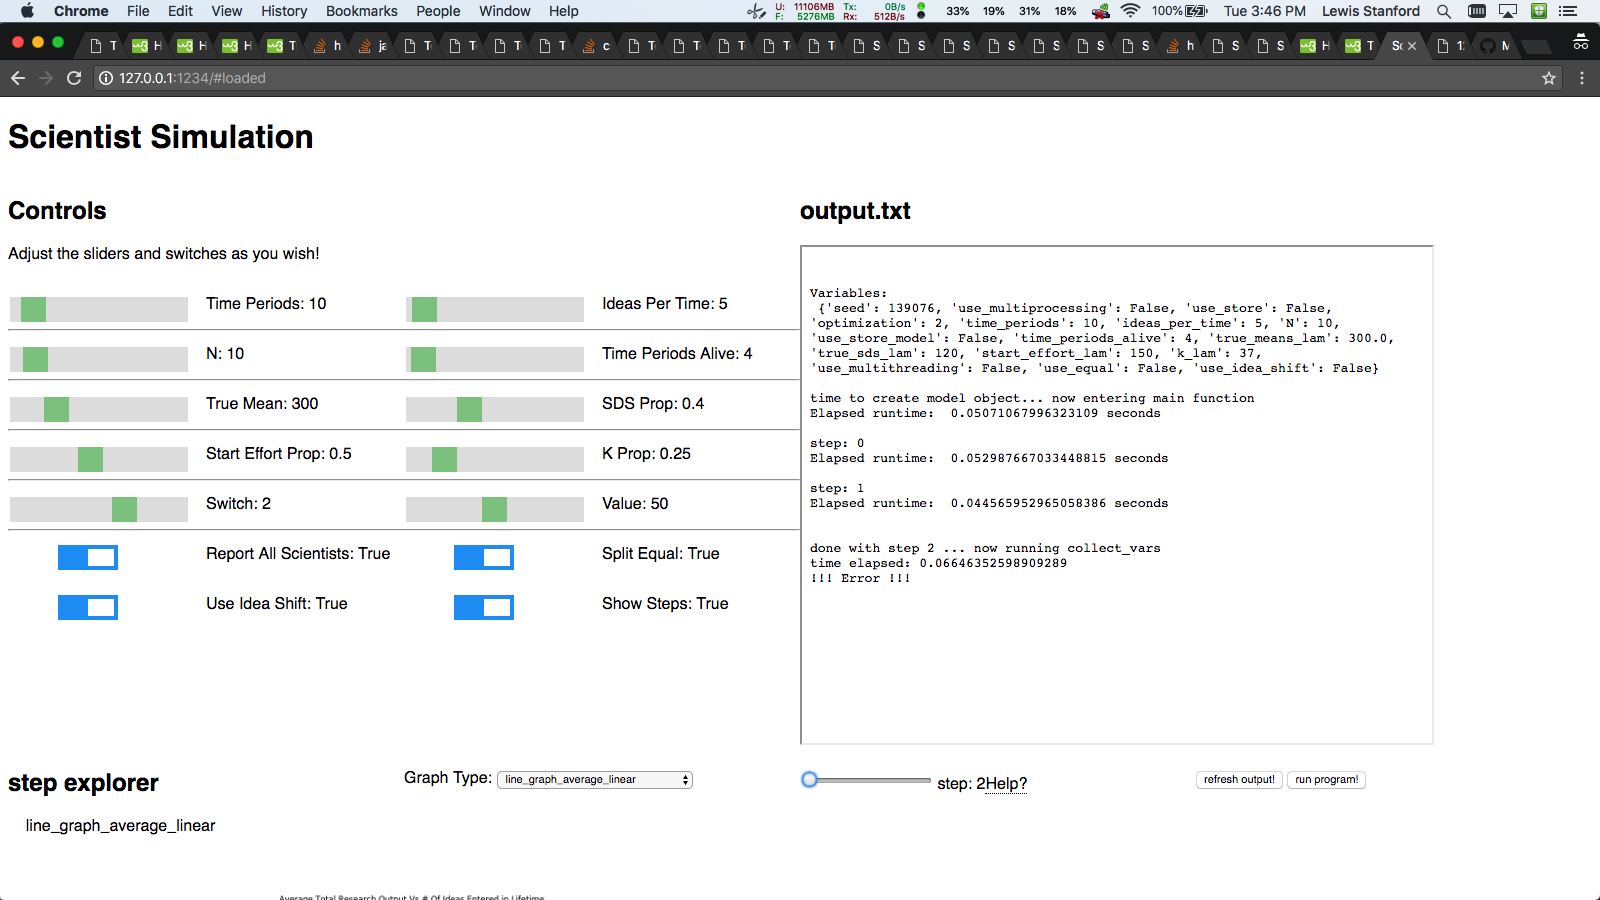 Chrome File Edit View History Bookmarks People Window Help
U: 11106MB Tx: 0B/s
F: 5276MB Rx: 512B/s
33% 19% 31% 18% 100% Tue 3:46 PM Lewis Stanford
T H H H T h ja T T T T c T T T T T S S S S S S S h S S H T Sc 1: M
127.0.0.1:1234/#loaded
Scientist Simulation
Controls
output.txt
Adjust the sliders and switches as you wish!
Time Periods: 10
Ideas Per Time: 5
N: 10
Time Periods Alive: 4
True Mean: 300
SDS Prop: 0.4
Start Effort Prop: 0.5
K Prop: 0.25
Switch: 2
Value: 50
Report All Scientists: True
Split Equal: True
Use Idea Shift: True
Show Steps: True
Variables:
{'seed': 139076, 'use_multiprocessing': False, 'use_store': False,
'optimization': 2, 'time_periods': 10, 'ideas_per_time': 5, 'N': 10,
'use_store_model': False, 'time_periods_alive': 4, 'true_means_lam': 300.0,
'true_sds_lam': 120, 'start_effort_lam': 150, 'k_lam': 37,
'use_multithreading': False, 'use_equal': False, 'use_idea_shift': False}
time to create model object... now entering main function
Elapsed runtime:  0.05071067996323109 seconds
step: 0
Elapsed runtime:  0.052987667033448815 seconds
step: 1
Elapsed runtime:  0.044565952965058386 seconds
done with step 2 ... now running collect_vars
time elapsed: 0.06646352598909289
!!! Error !!!
step explorer
Graph Type: line_graph_average_linear
step: 2Help?
refresh output! run program!
line_graph_average_linear
Average Total Research Output Vs # Of Ideas Entered in Lifetime